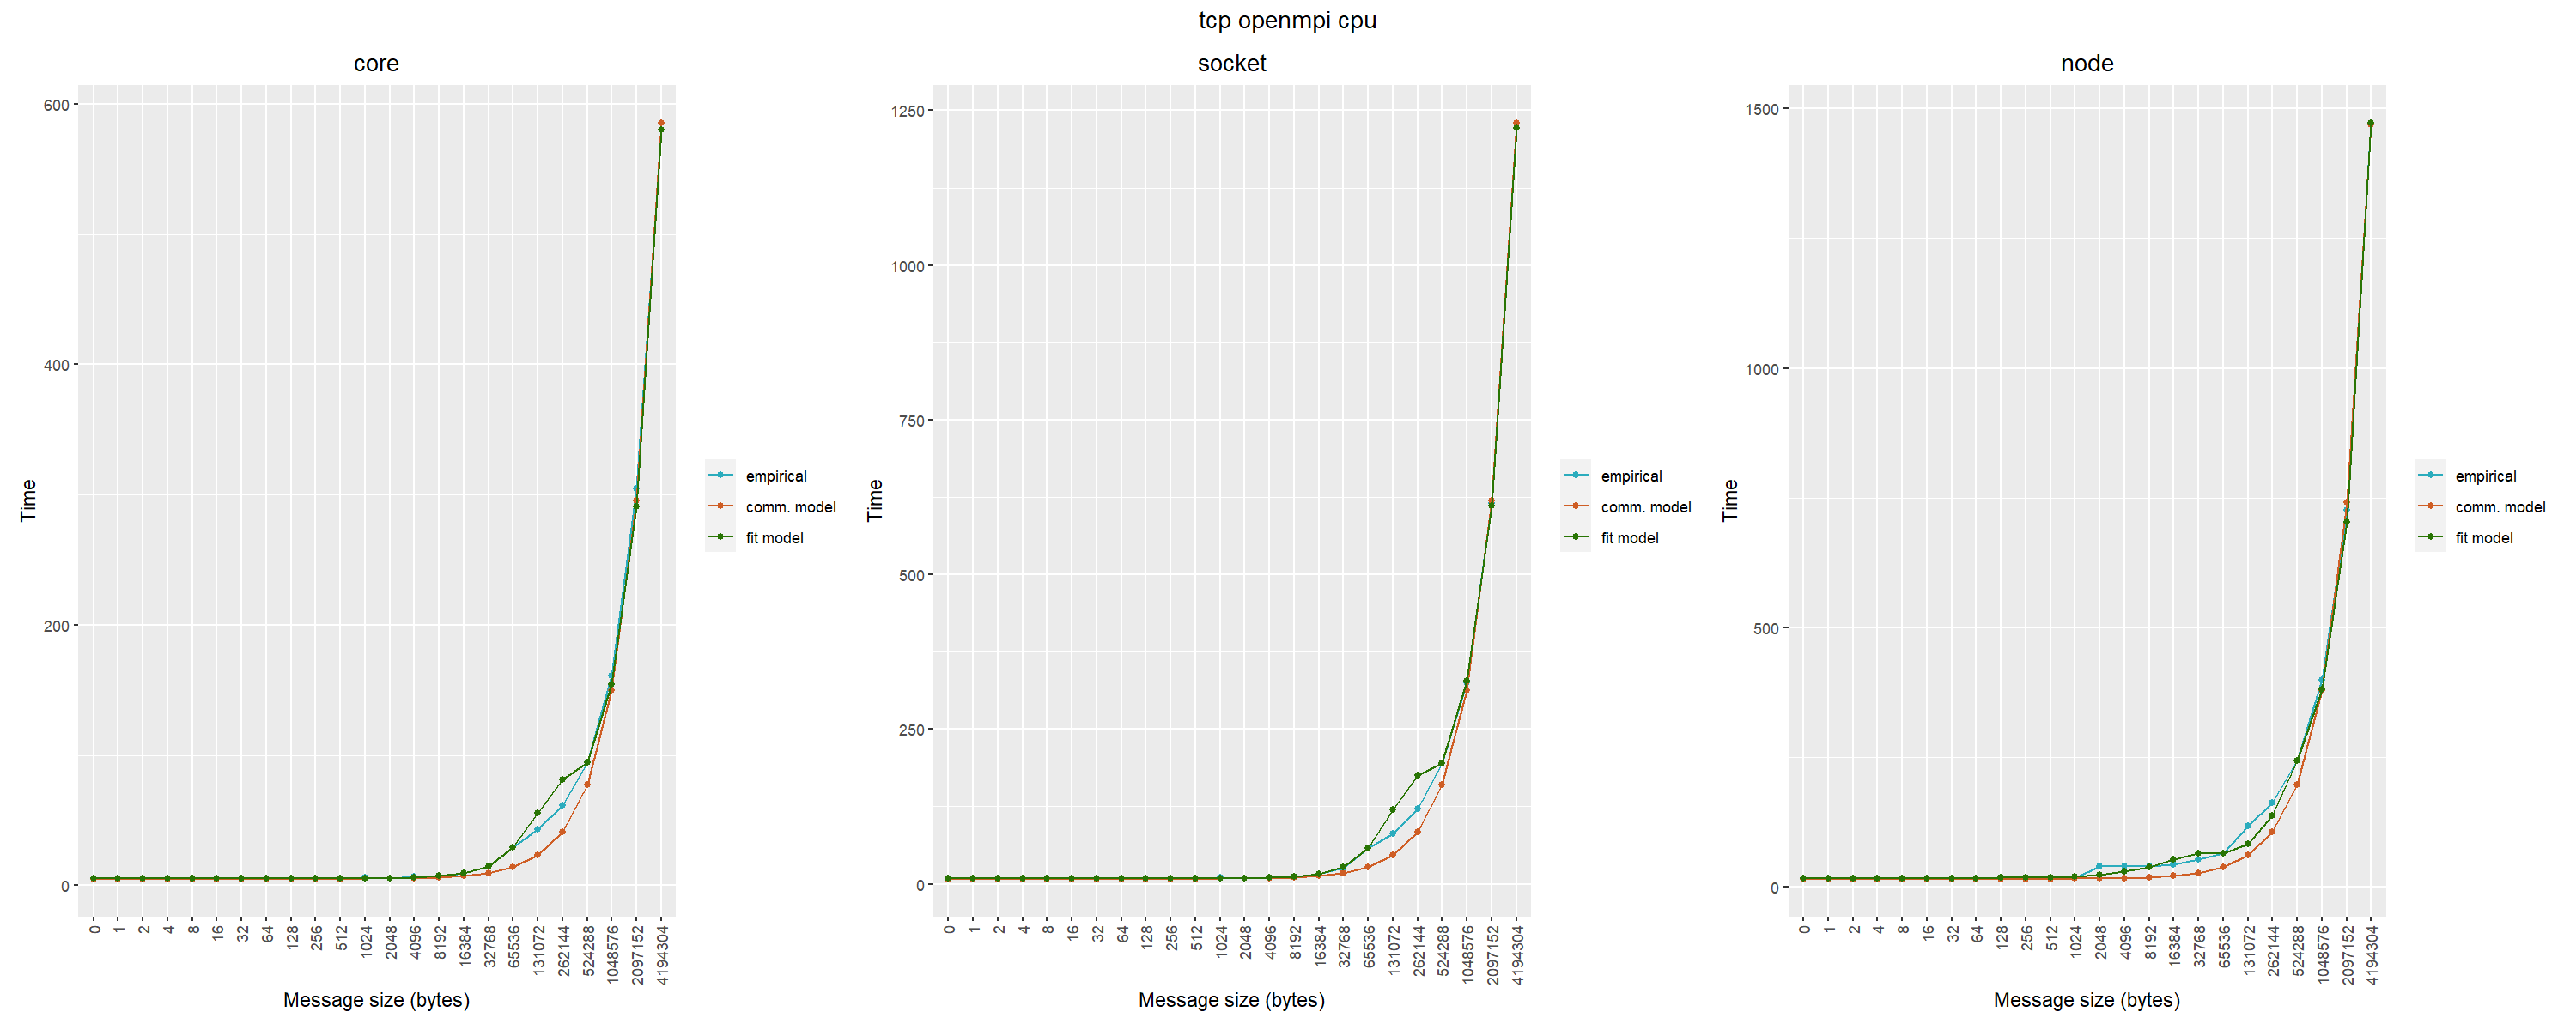 tcp openmpi cpu
core
600
400
200
0
Time
0 1 2 4 8 16 32 64 128 256 512 1024 2048 4096 8192 16384 32768 65536 131072 262144 524288 1048576 2097152 4194304
Message size (bytes)
empirical
comm. model
fit model
socket
1250
1000
750
500
250
0
Time
0 1 2 4 8 16 32 64 128 256 512 1024 2048 4096 8192 16384 32768 65536 131072 262144 524288 1048576 2097152 4194304
Message size (bytes)
empirical
comm. model
fit model
node
1500
1000
500
0
Time
0 1 2 4 8 16 32 64 128 256 512 1024 2048 4096 8192 16384 32768 65536 131072 262144 524288 1048576 2097152 4194304
Message size (bytes)
empirical
comm. model
fit model